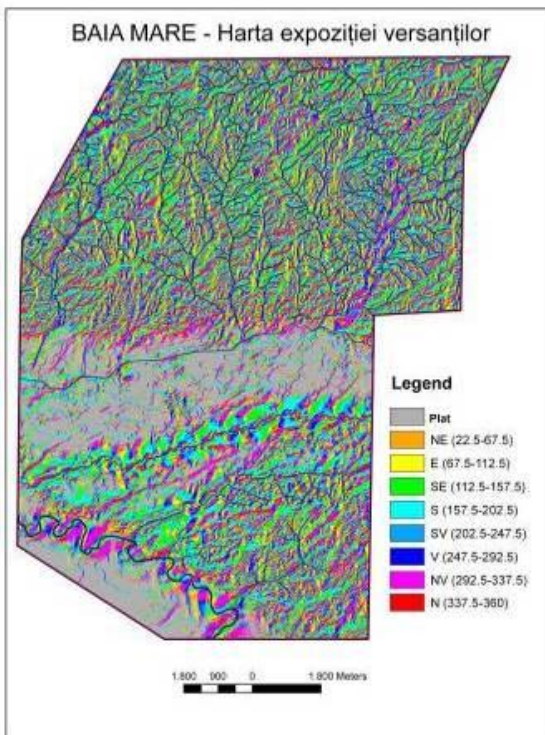 BAIA MARE - Harta expoziției versanților
Legend
Plat
NE (22.5-67.5)
E (67.5-112.5)
SE (112.5-157.5)
S (157.5-202.5)
SV (202.5-247.5)
V (247.5-292.5)
NV (292.5-337.5)
N (337.5-360)
1.800 900 0 1.800 Meters